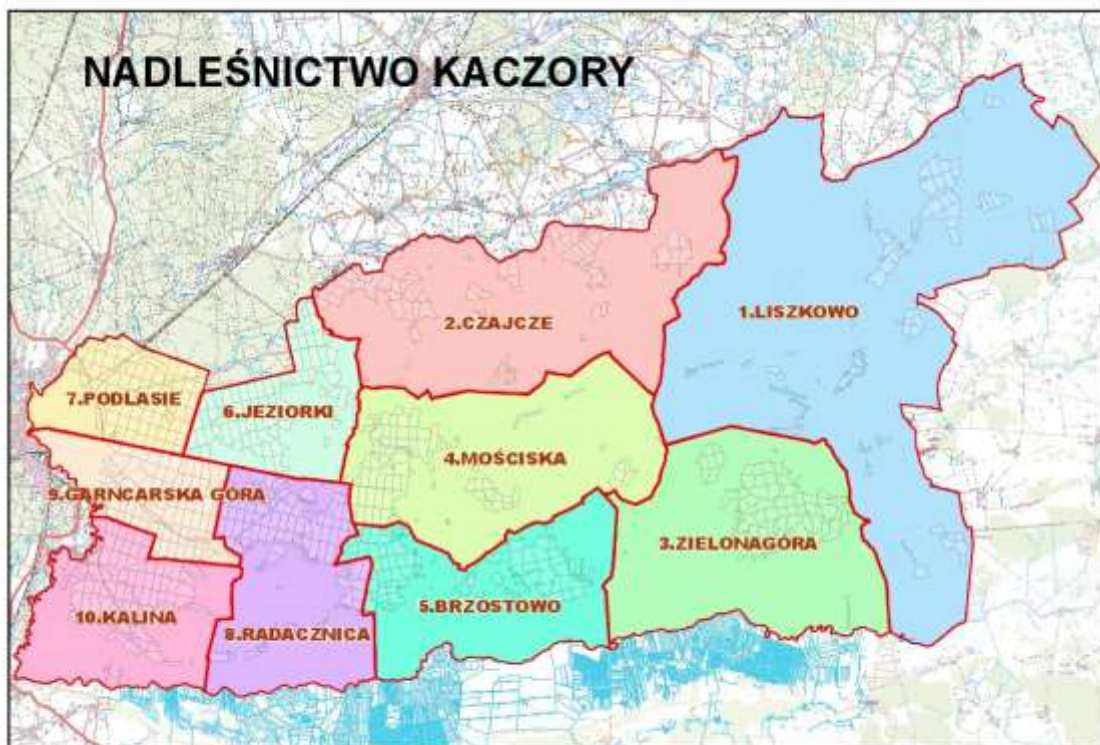 NADLEŚNICTWO KACZORY
1.LISZKOWO
2.CZAJCZE
7.PODLASIE
6.JEZIORKI
4.MOŚCISKA
9.GARNCARSKA GÓRA
3.ZIELONAGÓRA
5.BRZOSTOWO
10.KALINA
8.RADACZNICA